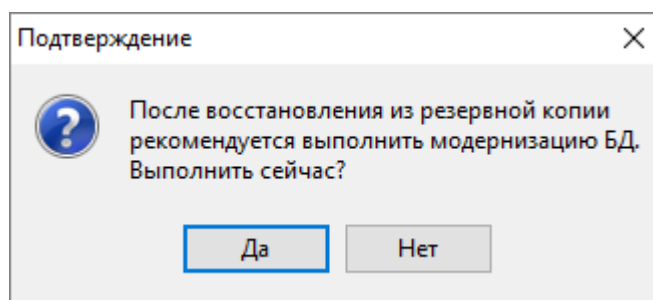 Подтверждение
После восстановления из резервной копии
рекомендуется выполнить модернизацию БД.
Выполнить сейчас?
Да Нет